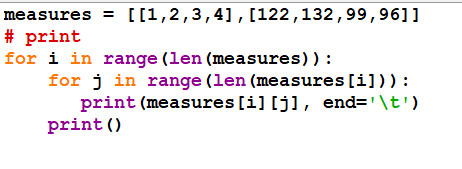 measures = [[1,2,3,4],[122,132,99,96]]
# print
for i in range(len(measures)):
    for j in range(len(measures[i])):
       print(measures[i][j], end='\t')
    print()